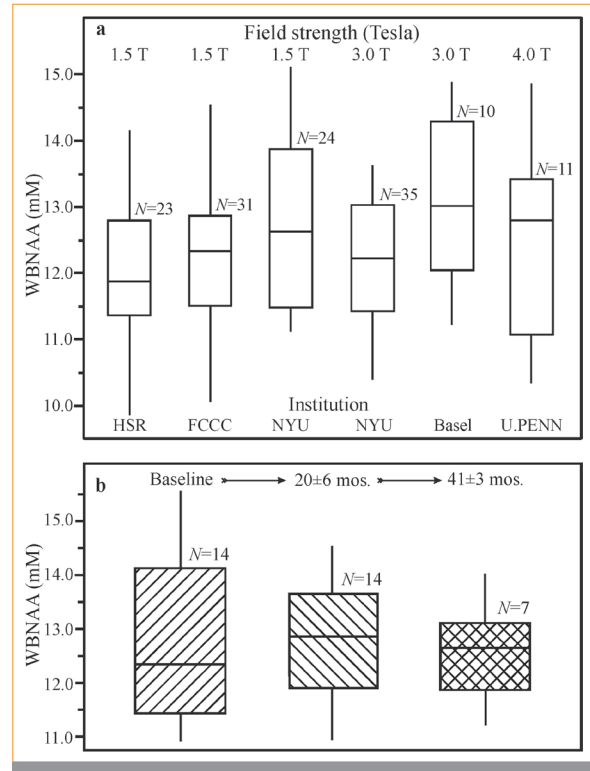 a
Field strength (Tesla)
1.5 T 1.5 T 1.5 T 3.0 T 3.0 T 4.0 T
WBNAA (mM)
15.0
14.0
13.0
12.0
11.0
10.0
N=23
N=31
N=24
N=35
N=10
N=11
Institution
HSR FCCC NYU NYU Basel U.PENN
b
Baseline 20±6 mos. 41±3 mos.
WBNAA (mM)
15.0
14.0
13.0
12.0
11.0
N=14
N=14
N=7